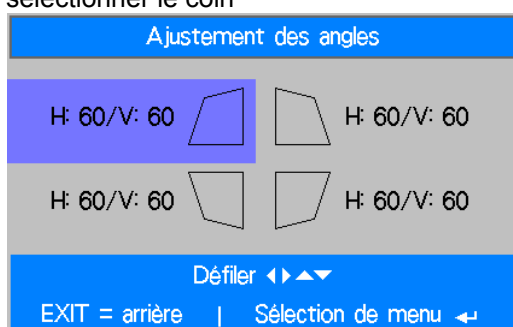 sélectionner le coin
Ajustement des angles
H: 60/V: 60 H: 60/V: 60
H: 60/V: 60 H: 60/V: 60
Défiler
EXIT = arrière | Sélection de menu